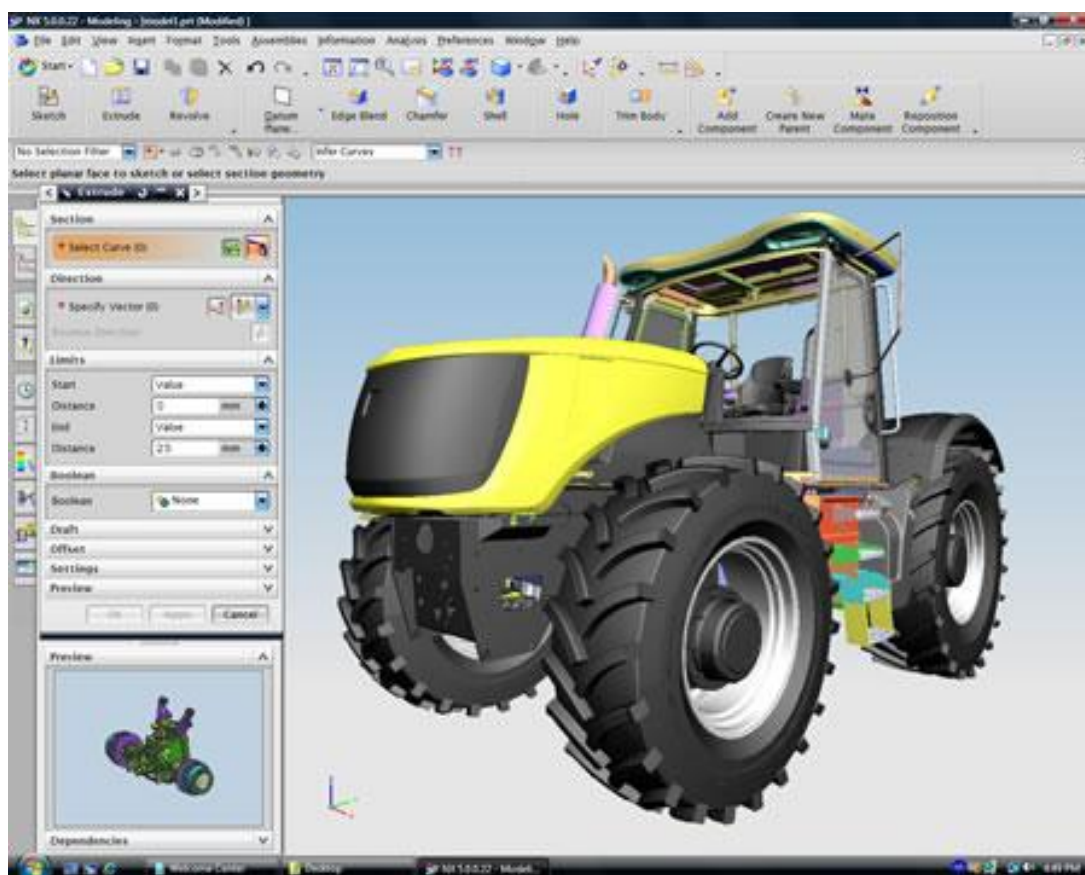 NX 5.0.0.22 - Modeling - [model1.prt (Modified) ]
File Edit View Insert Format Tools Assemblies Information Analysis Preferences Window Help
Start
Sketch Extrude Revolve Datum Plane... Edge Blend Chamfer Shell Hole Trim Body Add Component Create New Parent Mate Component Reposition Component
No Selection Filter Infer Curves
Select planar face to sketch or select section geometry
Extrude
Section
* Select Curve (0)
Direction
* Specify Vector (0)
Reverse Direction
Limits
Start Value
Distance 0 mm
End Value
Distance 25 mm
Boolean
Boolean None
Draft
Offset
Settings
Preview
OK Apply Cancel
Preview
Dependencies
Welcome Center Desktop NX 5.0.0.22 - Modeli...